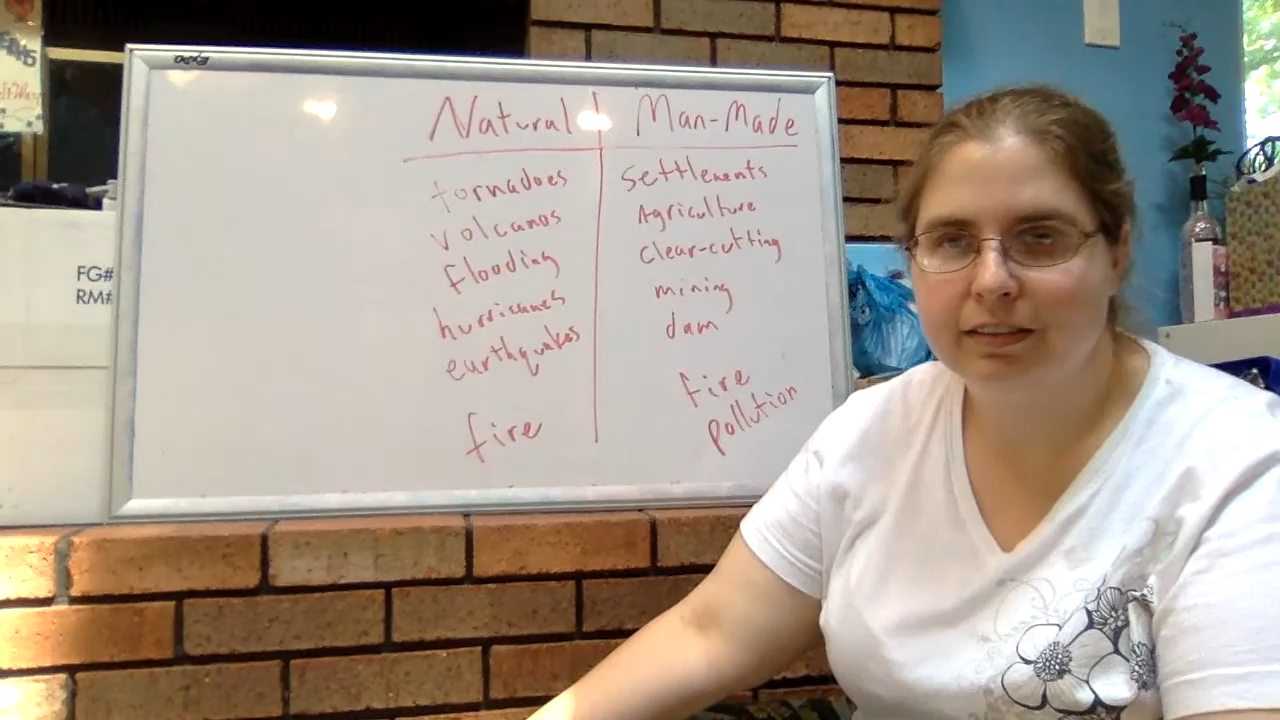 Expo
Natural Man-Made
tornadoes settlements
volcanos Agriculture
flooding clear-cutting
hurricanes mining
earthquakes dam
fire fire
pollution
FG#
RM#